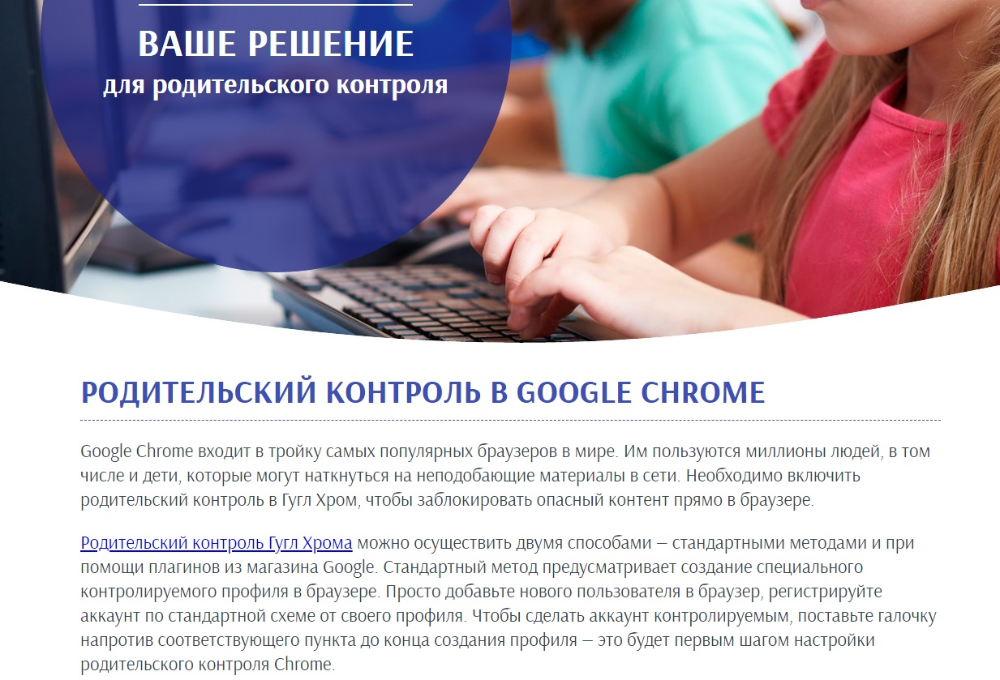 ВАШЕ РЕШЕНИЕ
для родительского контроля
РОДИТЕЛЬСКИЙ КОНТРОЛЬ В GOOGLE CHROME
Google Chrome входит в тройку самых популярных браузеров в мире. Им пользуются миллионы людей, в том
числе и дети, которые могут наткнуться на неподобающие материалы в сети. Необходимо включить
родительский контроль в Гугл Хром, чтобы заблокировать опасный контент прямо в браузере.
Родительский контроль Гугл Хрома можно осуществить двумя способами – стандартными методами и при
помощи плагинов из магазина Google. Стандартный метод предусматривает создание специального
контролируемого профиля в браузере. Просто добавьте нового пользователя в браузер, регистрируйте
аккаунт по стандартной схеме от своего профиля. Чтобы сделать аккаунт контролируемым, поставьте галочку
напротив соответствующего пункта до конца создания профиля – это будет первым шагом настройки
родительского контроля Chrome.